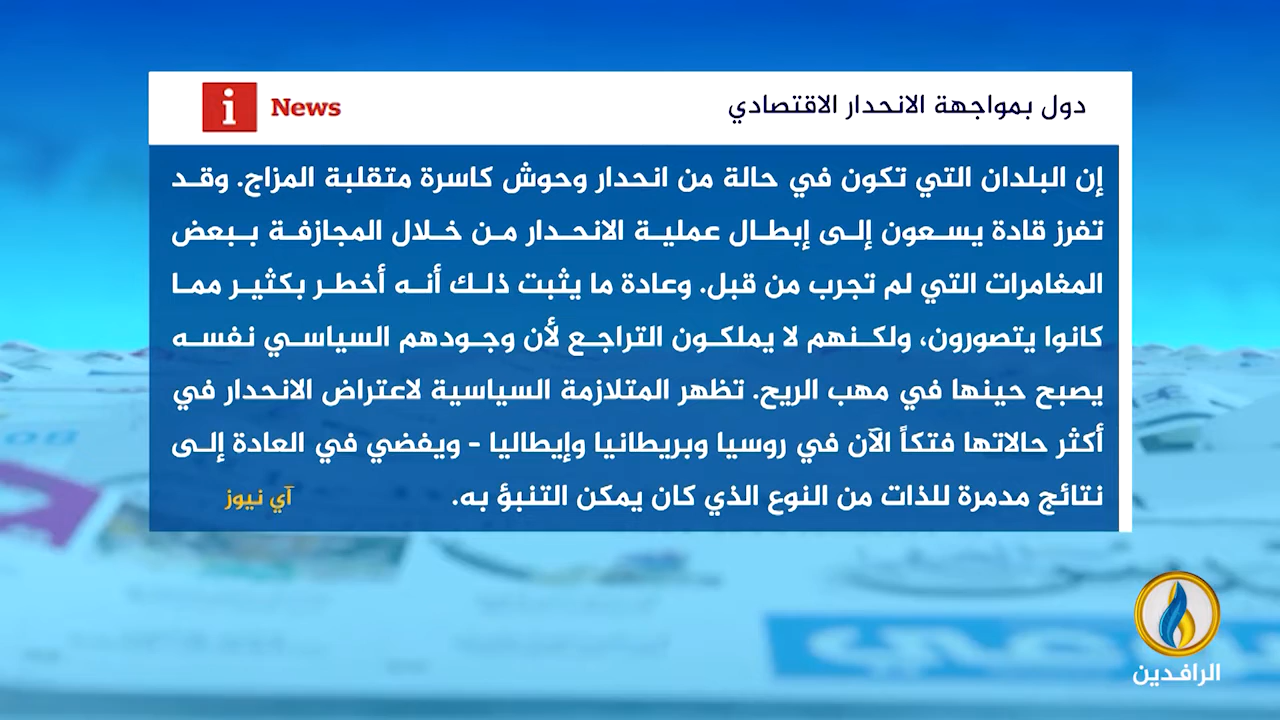 دول بمواجهة الانحدار الاقتصادي
i News
إن البلدان التي تكون في حالة من انحدار وحوش كاسرة متقلبة المزاج. وقد
تفرز قادة يسعون إلى إبطال عملية الانحدار من خلال المجازفة ببعض
المغامرات التي لم تجرب من قبل. وعادة ما يثبت ذلك أنه أخطر بكثير مما
كانوا يتصورون، ولكنهم لا يملكون التراجع لأن وجودهم السياسي نفسه
يصبح حينها في مهب الريح. تظهر المتلازمة السياسية لاعتراض الانحدار في
أكثر حالاتها فتكاً الآن في روسيا وبريطانيا وإيطاليا - ويفضي في العادة إلى
نتائج مدمرة للذات من النوع الذي كان يمكن التنبؤ به.
آي نيوز
الرافدين